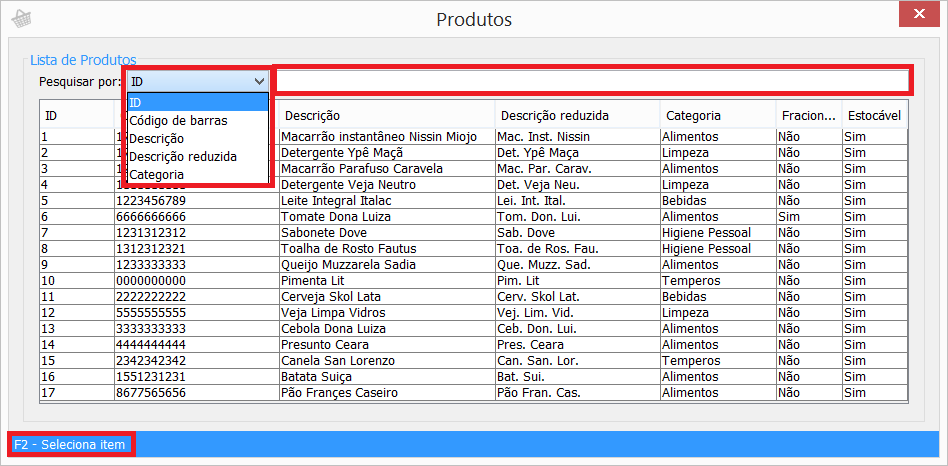 Produtos
Lista de Produtos
Pesquisar por: ID
ID
Código de barras
Descrição
Descrição reduzida
Categoria
ID Descrição Descrição reduzida Categoria Fracion... Estocável
1 Macarrão instantâneo Nissin Miojo Mac. Inst. Nissin Alimentos Não Sim
2 Detergente Ypê Maçã Det. Ypê Maça Limpeza Não Sim
3 Macarrão Parafuso Caravela Mac. Par. Carav. Alimentos Não Sim
4 Detergente Veja Neutro Det. Veja Neu. Limpeza Não Sim
5 1223456789 Leite Integral Italac Lei. Int. Ital. Bebidas Não Sim
6 6666666666 Tomate Dona Luiza Tom. Don. Lui. Alimentos Sim Sim
7 1231312312 Sabonete Dove Sab. Dove Higiene Pessoal Não Sim
8 1312312321 Toalha de Rosto Fautus Toa. de Ros. Fau. Higiene Pessoal Não Sim
9 1233333333 Queijo Muzzarela Sadia Que. Muzz. Sad. Alimentos Não Sim
10 0000000000 Pimenta Lit Pim. Lit Temperos Não Sim
11 2222222222 Cerveja Skol Lata Cerv. Skol Lat. Bebidas Não Sim
12 5555555555 Veja Limpa Vidros Vej. Lim. Vid. Limpeza Não Sim
13 3333333333 Cebola Dona Luiza Ceb. Don. Lui. Alimentos Não Sim
14 4444444444 Presunto Ceara Pres. Ceara Alimentos Não Sim
15 2342342342 Canela San Lorenzo Can. San. Lor. Temperos Não Sim
16 1551231231 Batata Suiça Bat. Sui. Alimentos Não Sim
17 8677565656 Pão Françes Caseiro Pão Fran. Cas. Alimentos Não Sim
F2 - Seleciona item